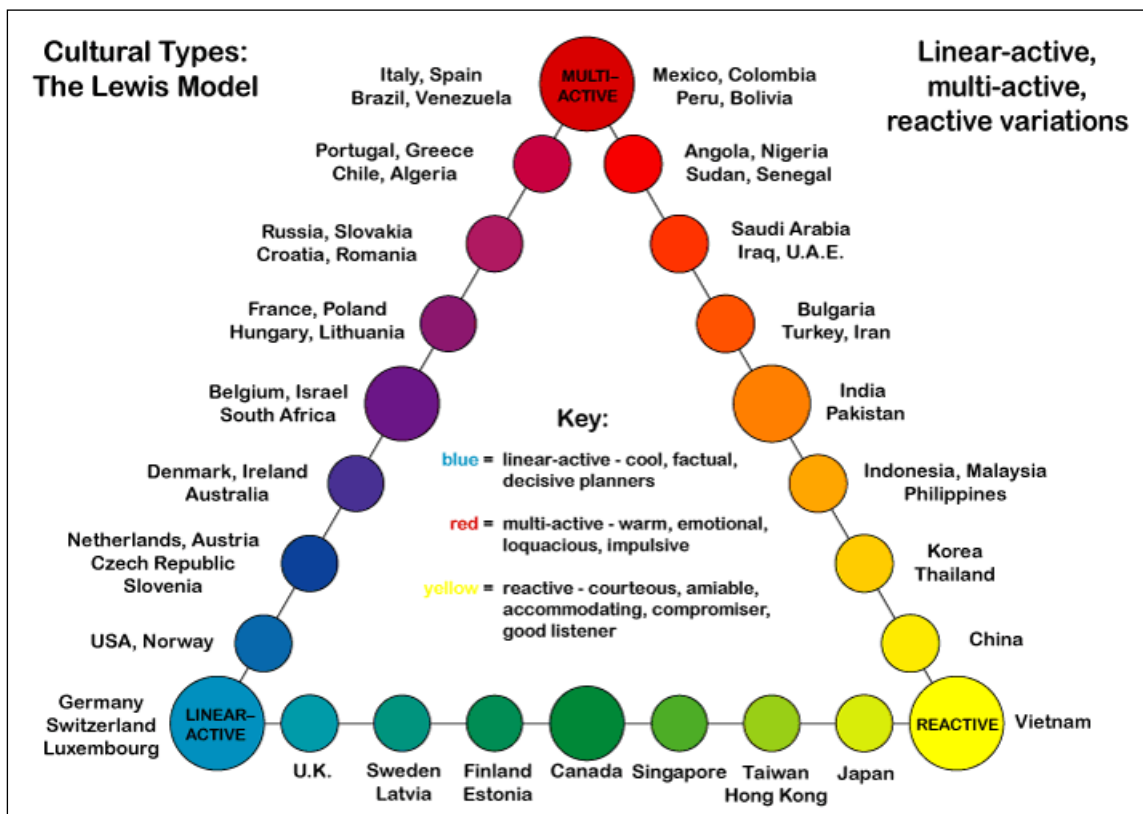 Cultural Types:
The Lewis Model
Linear-active,
multi-active,
reactive variations
MULTI-
ACTIVE
Italy, Spain
Brazil, Venezuela
Mexico, Colombia
Peru, Bolivia
Portugal, Greece
Chile, Algeria
Angola, Nigeria
Sudan, Senegal
Russia, Slovakia
Croatia, Romania
Saudi Arabia
Iraq, U.A.E.
France, Poland
Hungary, Lithuania
Bulgaria
Turkey, Iran
Belgium, Israel
South Africa
India
Pakistan
Denmark, Ireland
Australia
Indonesia, Malaysia
Philippines
Netherlands, Austria
Czech Republic
Slovenia
Korea
Thailand
USA, Norway
China
Key:
blue = linear-active - cool, factual,
decisive planners
red = multi-active - warm, emotional,
loquacious, impulsive
yellow = reactive - courteous, amiable,
accommodating, compromiser,
good listener
Germany
Switzerland
Luxembourg
LINEAR-
ACTIVE
REACTIVE
Vietnam
U.K.
Sweden
Latvia
Finland
Estonia
Canada
Singapore
Taiwan
Hong Kong
Japan